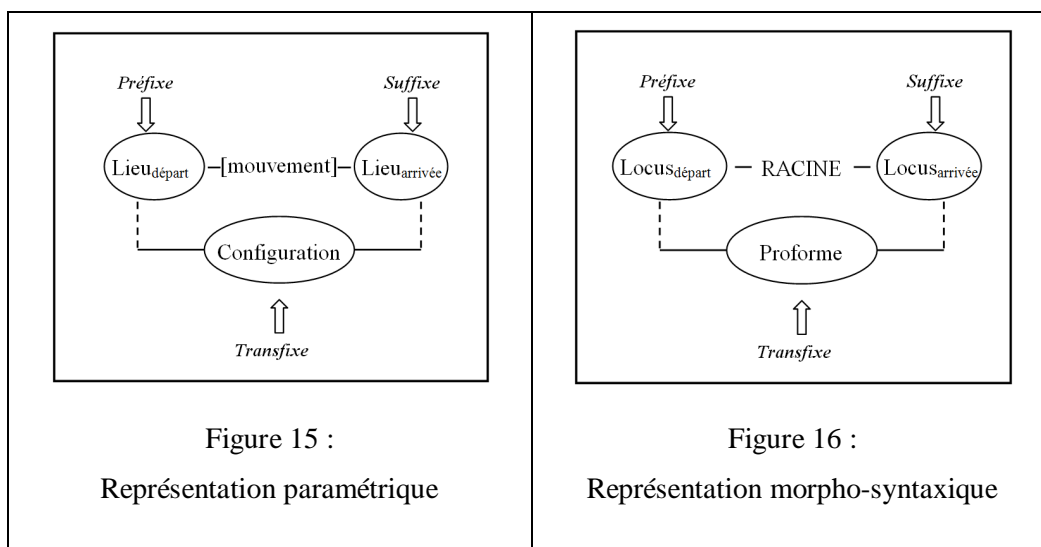 Préfixe Suffixe
Lieudépart –[mouvement]– Lieuarrivée
Configuration
Transfixe
Figure 15 :
Représentation paramétrique
Préfixe Suffixe
Locusdépart – RACINE – Locusarrivée
Proforme
Transfixe
Figure 16 :
Représentation morpho-syntaxique